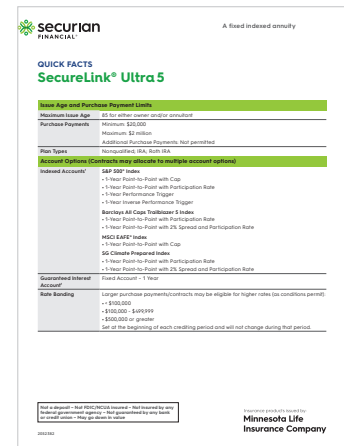 securian
FINANCIAL®
A fixed indexed annuity
QUICK FACTS
SecureLink® Ultra 5
Issue Age and Purchase Payment Limits
Maximum Issue Age 85 for either owner and/or annuitant
Purchase Payments Minimum: $20,000
Maximum: $2 million
Additional Purchase Payments: Not permitted
Plan Types Nonqualified, IRA, Roth IRA
Account Options (Contracts may allocate to multiple account options)
Indexed Accounts¹ S&P 500® Index
• 1-Year Point-to-Point with Cap
• 1-Year Point-to-Point with Participation Rate
• 1-Year Performance Trigger
• 1-Year Inverse Performance Trigger
Barclays All Caps Trailblazer 5 Index
• 1-Year Point-to-Point with Participation Rate
• 1-Year Point-to-Point with 2% Spread and Participation Rate
MSCI EAFE® Index
• 1-Year Point-to-Point with Cap
SG Climate Prepared Index
• 1-Year Point-to-Point with Participation Rate
• 1-Year Point-to-Point with 2% Spread and Participation Rate
Guaranteed Interest Fixed Account – 1 Year
Account²
Rate Banding Larger purchase payments/contracts may be eligible for higher rates (as conditions permit)
• < $100,000
• $100,000 - $499,999
• $500,000 or greater
Set at the beginning of each crediting period and will not change during that period.
Not a deposit – Not FDIC/NCUA insured – Not insured by any
federal government agency – Not guaranteed by any bank
or credit union – May go down in value
Insurance products issued by:
Minnesota Life
Insurance Company